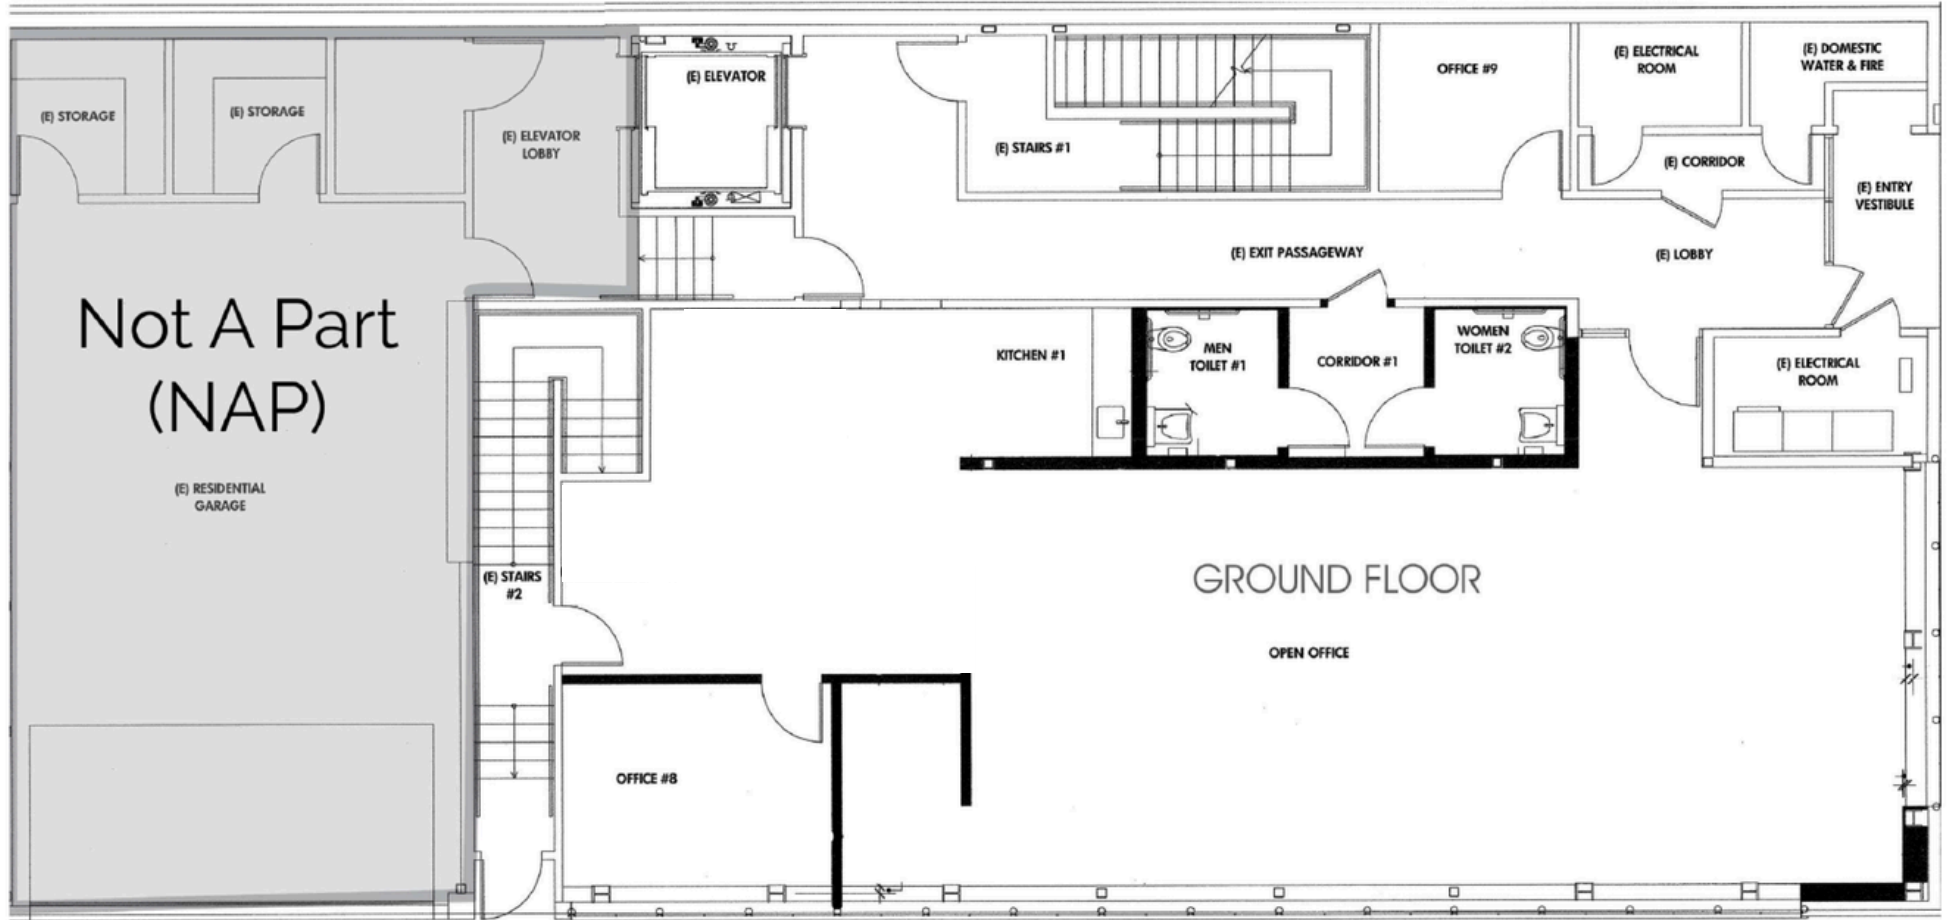 (E) STORAGE
(E) STORAGE
(E) ELEVATOR
LOBBY
(E) ELEVATOR
(E) STAIRS #1
OFFICE #9
(E) ELECTRICAL
ROOM
(E) DOMESTIC
WATER & FIRE
(E) CORRIDOR
(E) ENTRY
VESTIBULE
(E) EXIT PASSAGEWAY
(E) LOBBY
Not A Part
(NAP)
(E) RESIDENTIAL
GARAGE
KITCHEN #1
MEN
TOILET #1
CORRIDOR #1
WOMEN
TOILET #2
(E) ELECTRICAL
ROOM
(E) STAIRS
#2
GROUND FLOOR
OPEN OFFICE
OFFICE #8